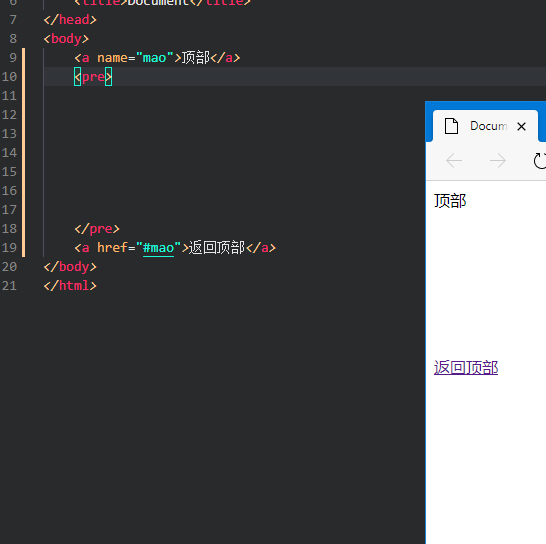 6 <title>Document</title>
7 </head>
8 <body>
9 <a name="mao">顶部</a>
10 <pre>
11
12
13
14
15
16
17
18 </pre>
19 <a href="#mao">返回顶部</a>
20 </body>
21 </html>
Docum
顶部
返回顶部